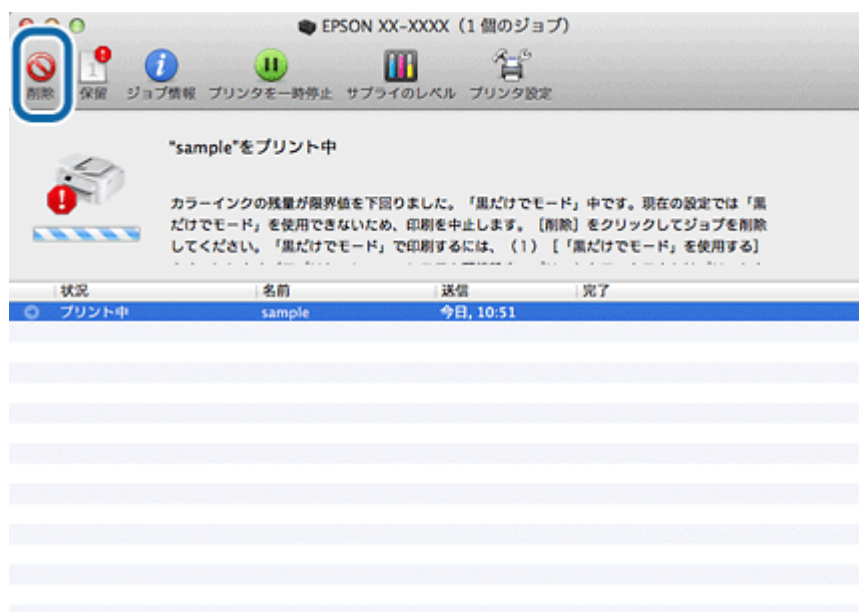 EPSON XX-XXXX（1 個のジョブ）
1
削除 保留 ジョブ情報 プリンタを一時停止 サプライのレベル プリンタ設定
"sample"をプリント中
カラーインクの残量が限界値を下回りました。「黒だけでモード」中です。現在の設定では「黒
だけでモード」を使用できないため、印刷を中止します。［削除］をクリックしてジョブを削除
してください。「黒だけでモード」で印刷するには、（1）［「黒だけでモード」を使用する］
状況 名前 送信 完了
プリント中 sample 今日, 10:51